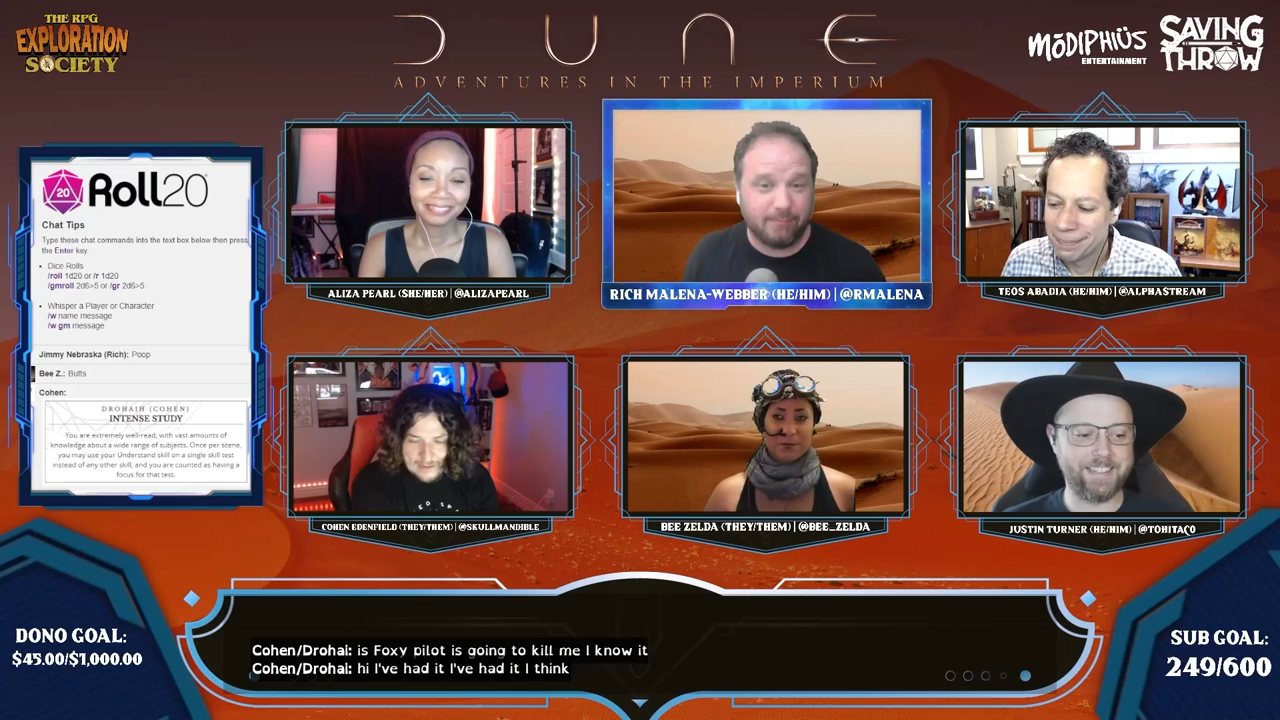 THE RPG
EXPLORATION
SOCIETY
DUNE
ADVENTURES IN THE IMPERIUM
MōDIPHIÜS
ENTERTAINMENT
SAVING
THROW
20
Roll20
Chat Tips
Type these chat commands into the text box below then press
the Enter key.
• Dice Rolls
/roll 1d20 or /r 1d20
/gmroll 2d6>5 or /gr 2d6>5
• Whisper a Player or Character
/w name message
/w gm message
Jimmy Nebraska (Rich): Poop
Bee Z.: Butts
Cohen:
DROHAIH (COHEN)
INTENSE STUDY
You are extremely well-read, with vast amounts of
knowledge about a wide range of subjects. Once per scene,
you may use your Understand skill on a single skill test
instead of any other skill, and you are counted as having a
focus for that test.
ALIZA PEARL (SHE/HER) | @ALIZAPEARL
RICH MALENA-WEBBER (HE/HIM) | @RMALENA
TEOS ABADIA (HE/HIM) | @ALPHASTREAM
COHEN EDENFIELD (THEY/THEM) | @SKULLMANDIBLE
BEE ZELDA (THEY/THEM) | @BEE_ZELDA
JUSTIN TURNER (HE/HIM) | @TOHITACO
DONO GOAL:
$45.00/$1,000.00
Cohen/Drohai: is Foxy pilot is going to kill me I know it
Cohen/Drohai: hi I've had it I've had it I think
SUB GOAL:
249/600